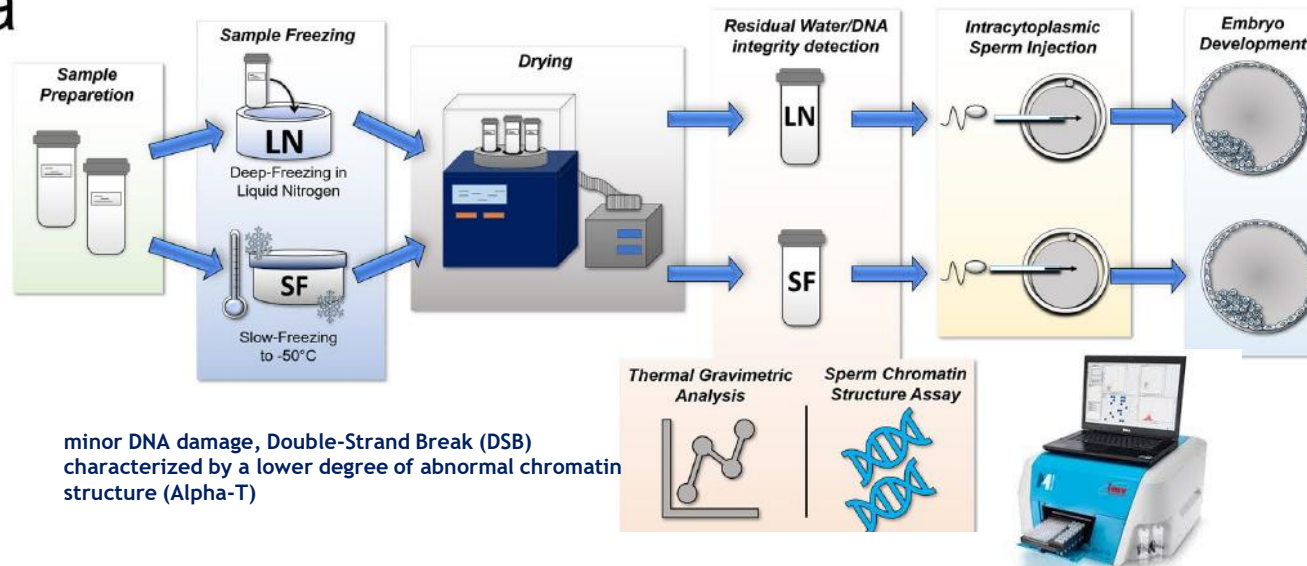 a
Sample
Preparetion
Sample Freezing
LN
Deep-Freezing in
Liquid Nitrogen
SF
Slow-Freezing
to -50°C
Drying
Residual Water/DNA
integrity detection
LN
SF
Intracytoplasmic
Sperm Injection
Embryo
Development
Thermal Gravimetric
Analysis
Sperm Chromatin
Structure Assay
minor DNA damage, Double-Strand Break (DSB)
characterized by a lower degree of abnormal chromatin
structure (Alpha-T)